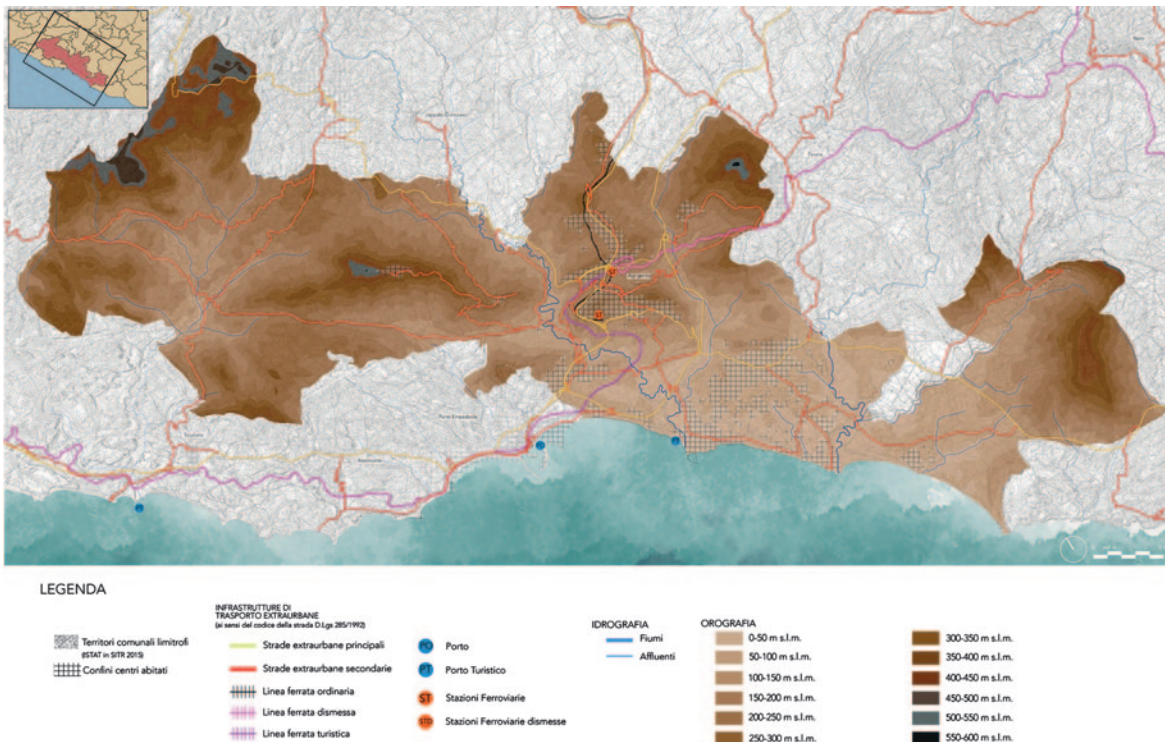 Porto Empedocle
PO
PT
ST
ST
LEGENDA
Territori comunali limitrofi
(ISTAT in SITR 2015)
Confini centri abitati
INFRASTRUTTURE DI
TRASPORTO EXTRAURBANE
(ai sensi del codice della strada D.Lgs 285/1992)
Strade extraurbane principali
Strade extraurbane secondarie
Linea ferrata ordinaria
Linea ferrata dismessa
Linea ferrata turistica
PO Porto
PT Porto Turistico
ST Stazioni Ferroviarie
STD Stazioni Ferroviarie dismesse
IDROGRAFIA
Fiumi
Affluenti
OROGRAFIA
0-50 m s.l.m.
50-100 m s.l.m.
100-150 m s.l.m.
150-200 m s.l.m.
200-250 m s.l.m.
250-300 m s.l.m.
300-350 m s.l.m.
350-400 m s.l.m.
400-450 m s.l.m.
450-500 m s.l.m.
500-550 m s.l.m.
550-600 m s.l.m.